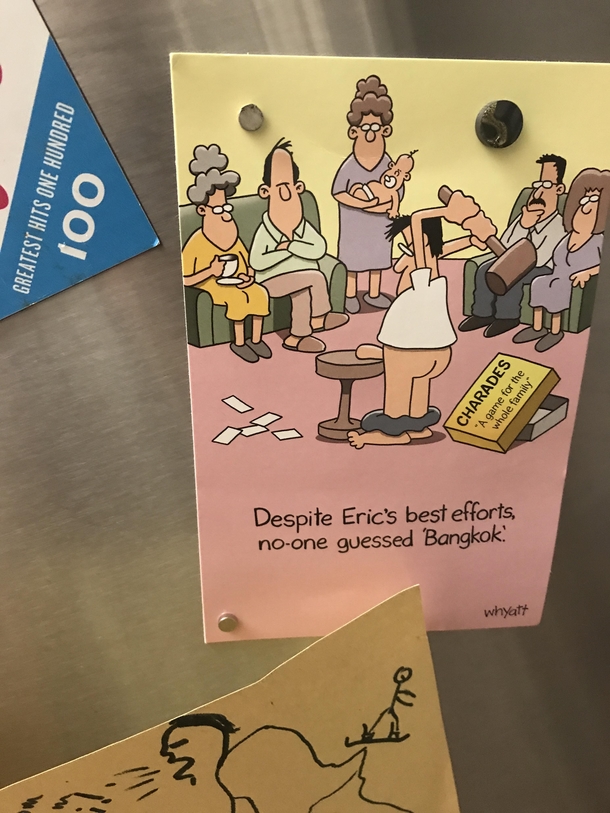 GREATEST HITS ONE HUNDRED
100
CHARADES
"A game for the
whole family"
Despite Eric's best efforts,
no-one guessed 'Bangkok'.
whyatt